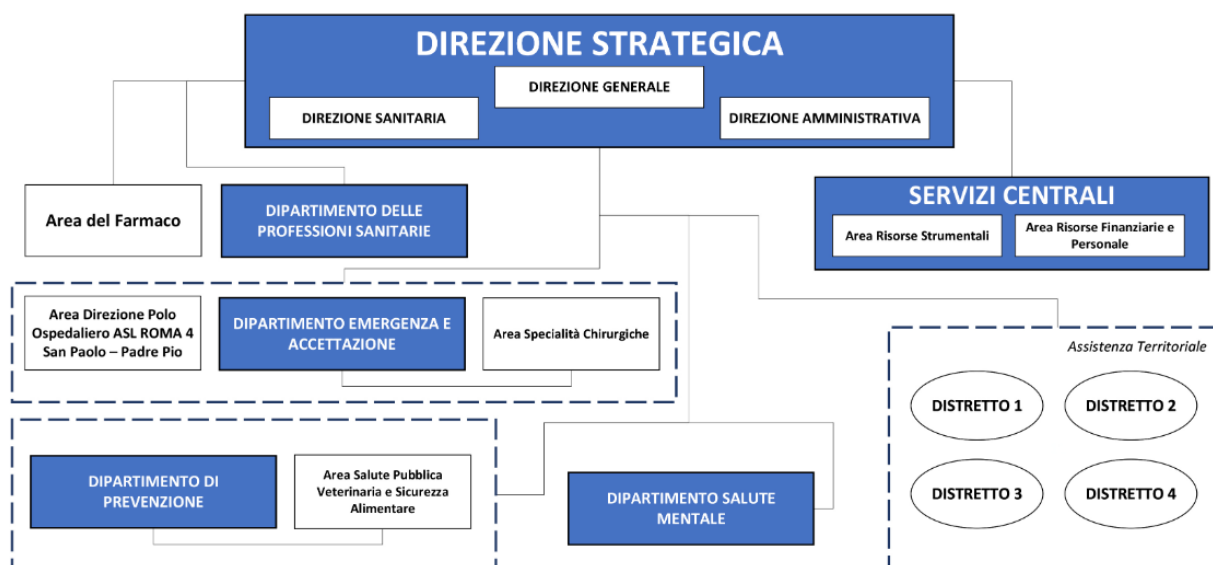 DIREZIONE STRATEGICA
DIREZIONE GENERALE
DIREZIONE SANITARIA
DIREZIONE AMMINISTRATIVA
Area del Farmaco
DIPARTIMENTO DELLE
PROFESSIONI SANITARIE
SERVIZI CENTRALI
Area Risorse Strumentali
Area Risorse Finanziarie e
Personale
Area Direzione Polo
Ospedaliero ASL ROMA 4
San Paolo – Padre Pio
DIPARTIMENTO EMERGENZA E
ACCETTAZIONE
Area Specialità Chirurgiche
Assistenza Territoriale
DISTRETTO 1
DISTRETTO 2
DISTRETTO 3
DISTRETTO 4
DIPARTIMENTO DI
PREVENZIONE
Area Salute Pubblica
Veterinaria e Sicurezza
Alimentare
DIPARTIMENTO SALUTE
MENTALE